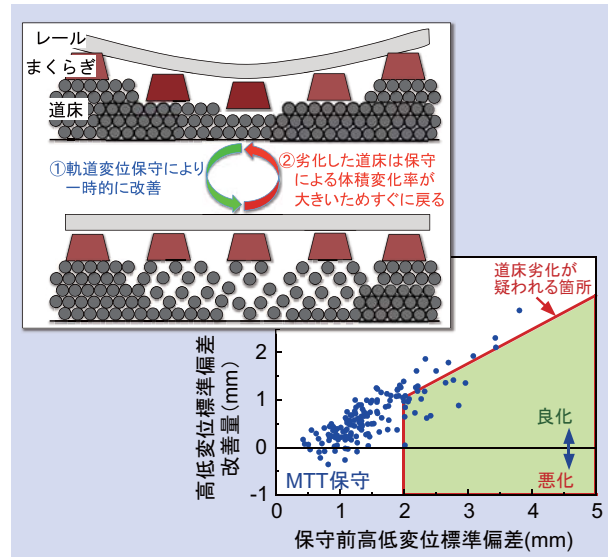 レール
まくらぎ
道床
①軌道変位保守により
一時的に改善
②劣化した道床は保守
による体積変化率が
大きいためすぐに戻る
道床劣化が
疑われる箇所
高低変位標準偏差
改善量(mm)
2
1
0
-1
良化
悪化
MTT保守
0 1 2 3 4 5
保守前高低変位標準偏差(mm)